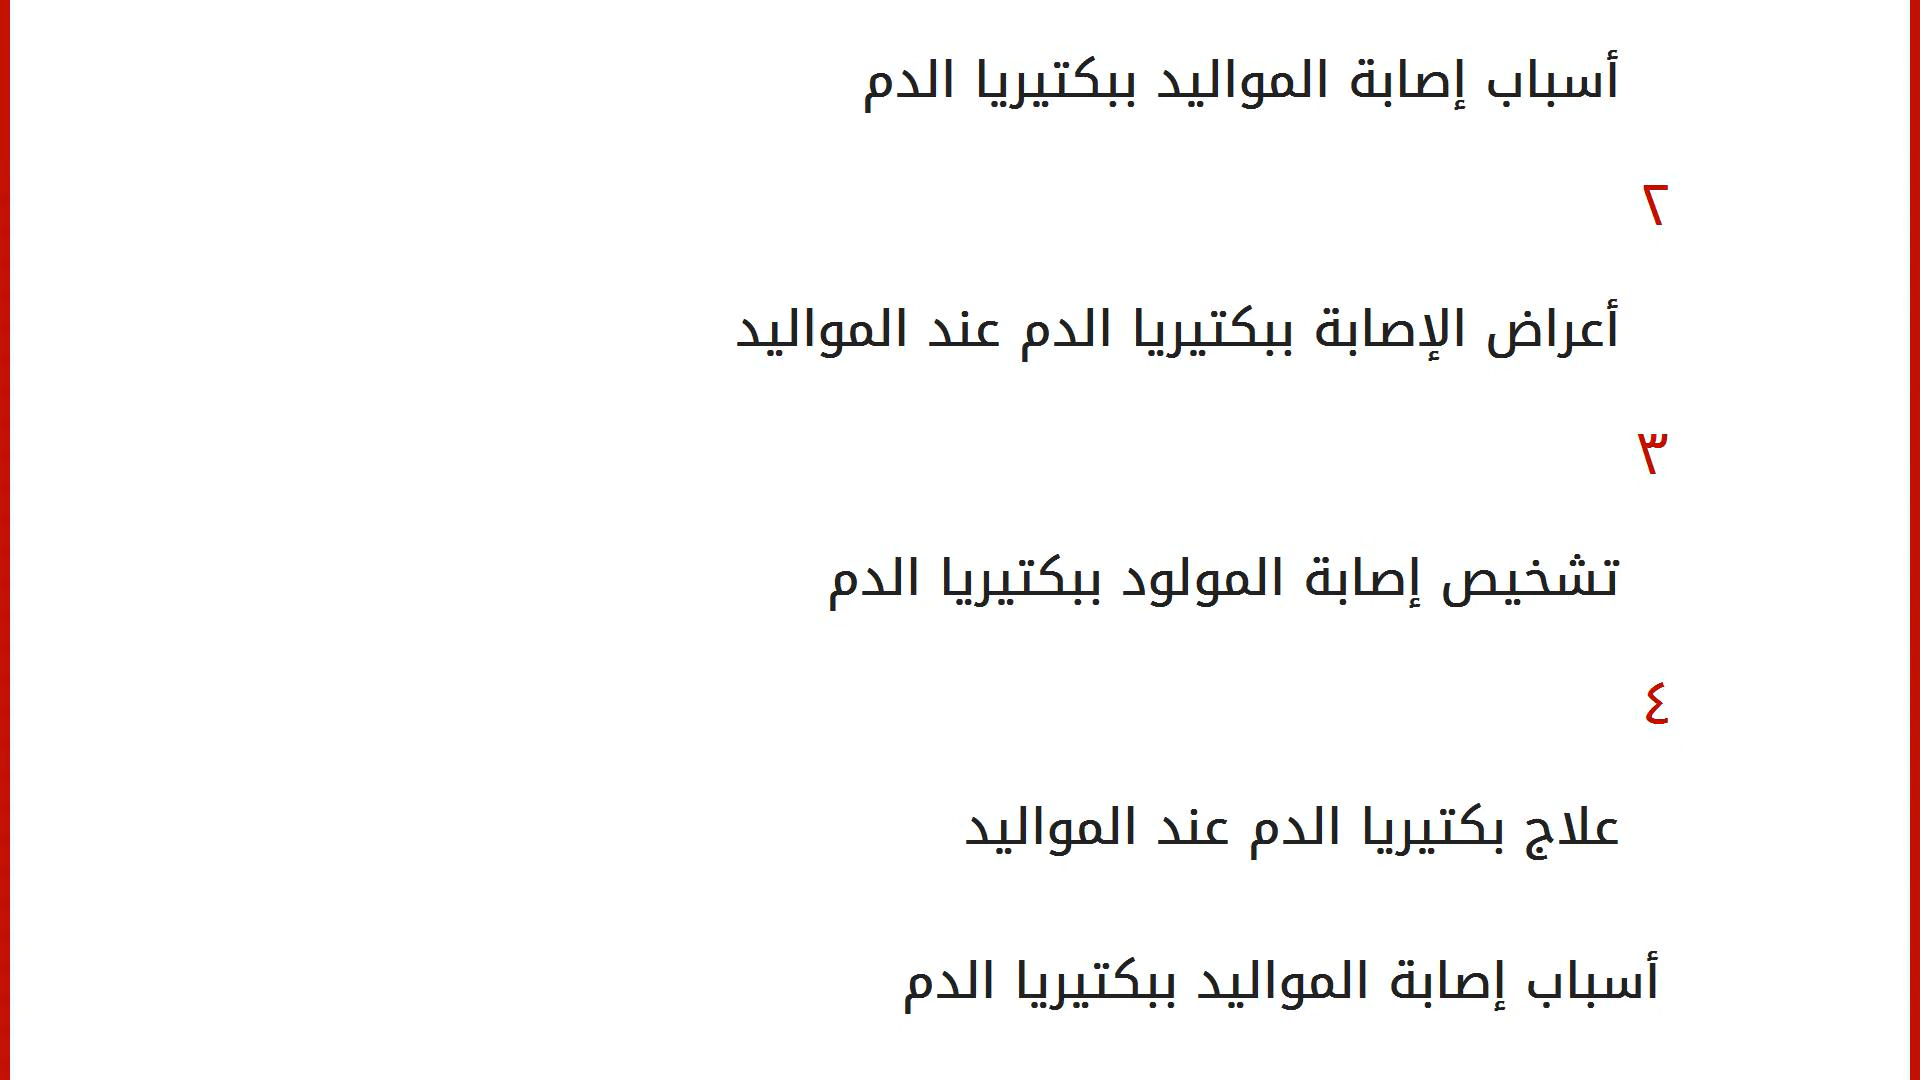 أسباب إصابة المواليد ببكتيريا الدم
٢
أعراض الإصابة ببكتيريا الدم عند المواليد
٣
تشخيص إصابة المولود ببكتيريا الدم
٤
علاج بكتيريا الدم عند المواليد
أسباب إصابة المواليد ببكتيريا الدم